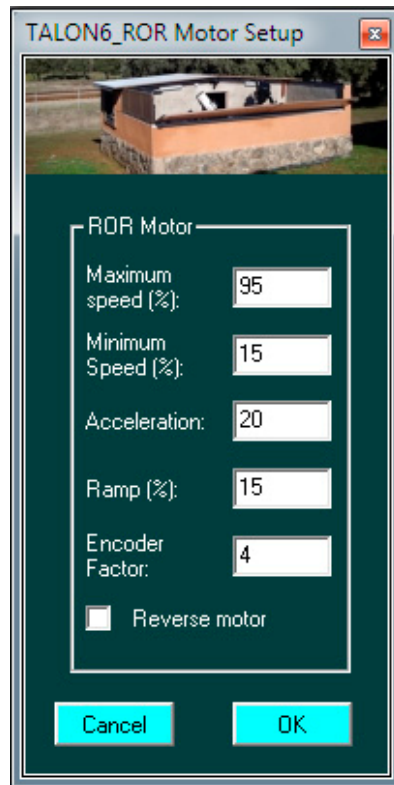 TALON6_ROR Motor Setup
ROR Motor
Maximum
speed (%):
95
Minimum
Speed (%):
15
Acceleration:
20
Ramp (%):
15
Encoder
Factor:
4
Reverse motor
Cancel
OK